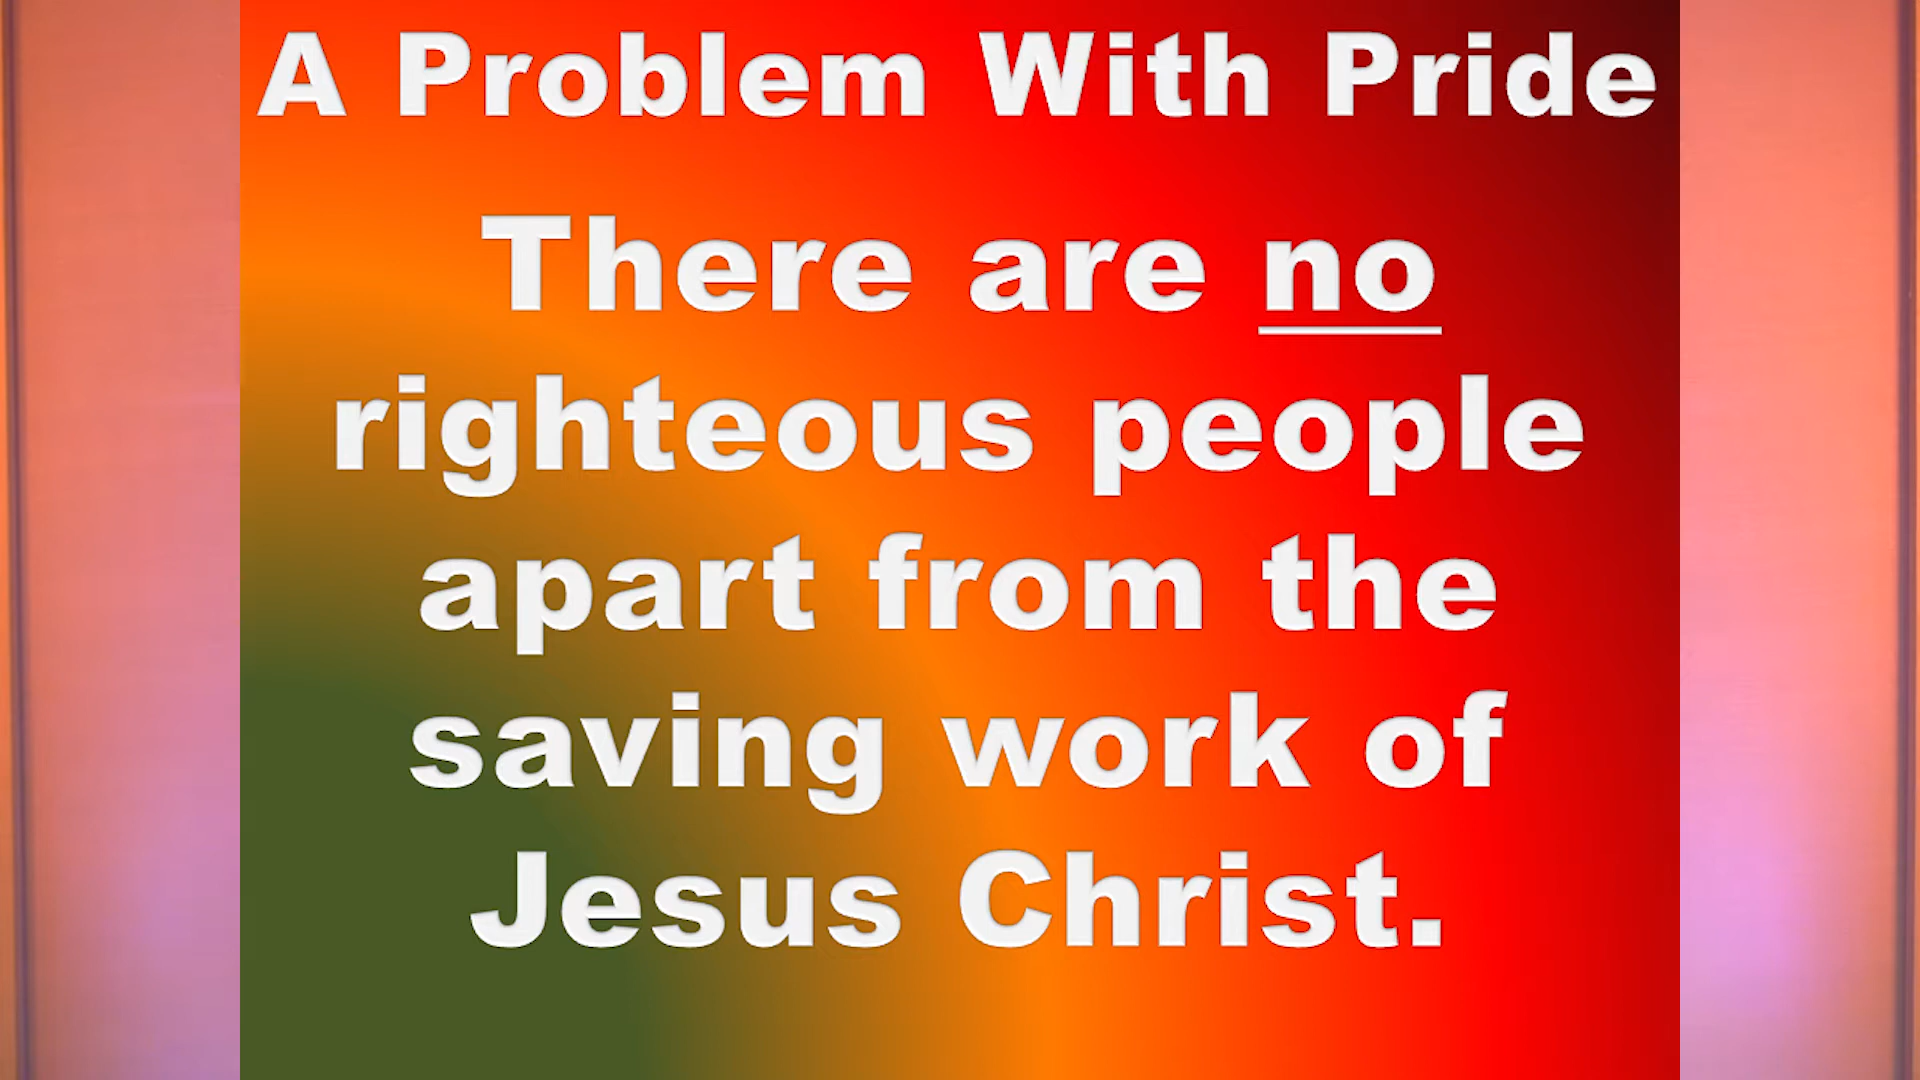 A Problem With Pride
There are no
righteous people
apart from the
saving work of
Jesus Christ.